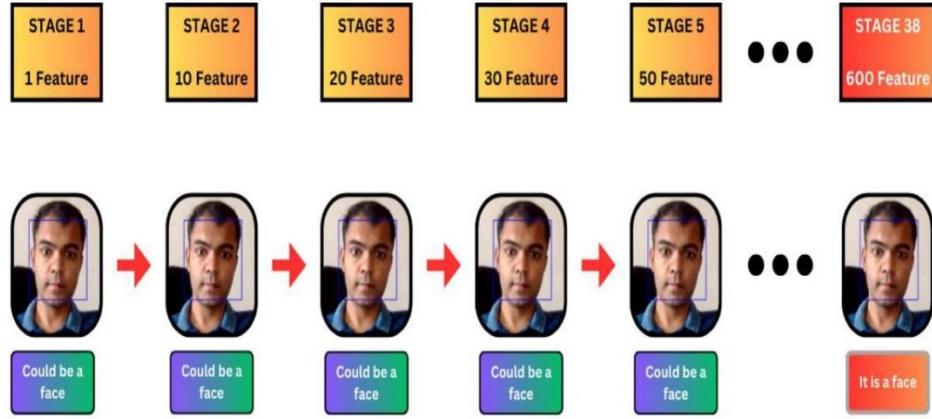 STAGE 1
1 Feature
STAGE 2
10 Feature
STAGE 3
20 Feature
STAGE 4
30 Feature
STAGE 5
50 Feature
STAGE 38
600 Feature
Could be a
face
Could be a
face
Could be a
face
Could be a
face
Could be a
face
It is a face